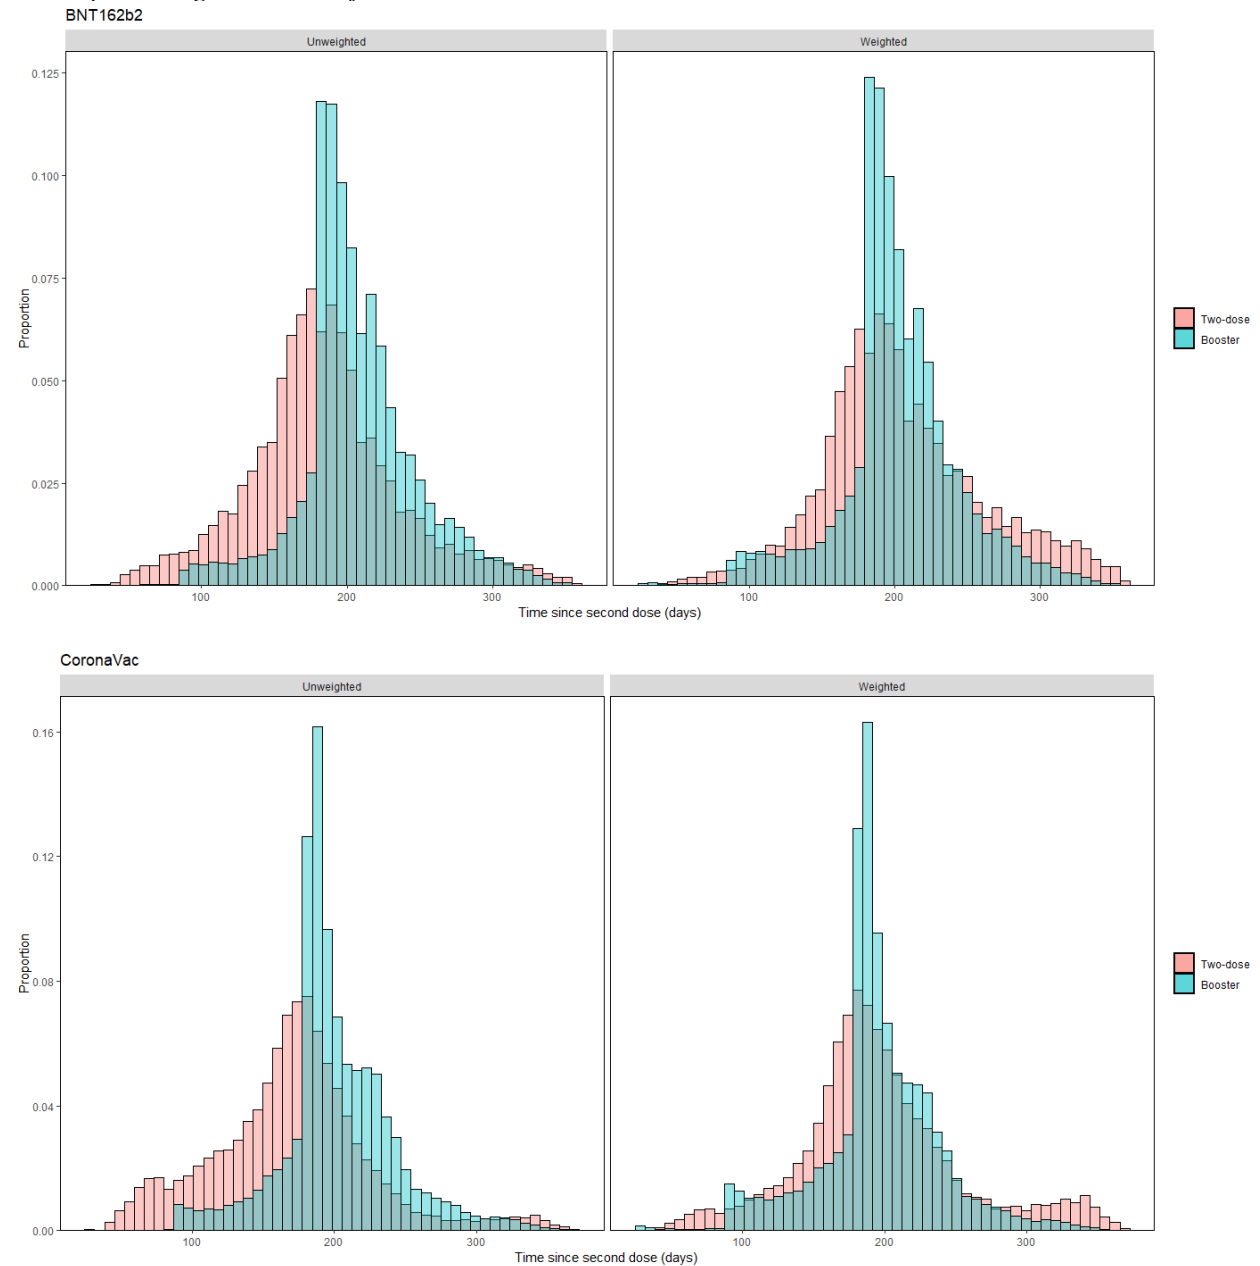 BNT162b2
Unweighted
Weighted
0.125
0.100
0.075
0.050
0.025
0.000
Proportion
100
200
300
100
200
300
Time since second dose (days)
Two-dose
Booster
CoronaVac
Unweighted
Weighted
0.16
0.12
0.08
0.04
0.00
Proportion
100
200
300
100
200
300
Time since second dose (days)
Two-dose
Booster